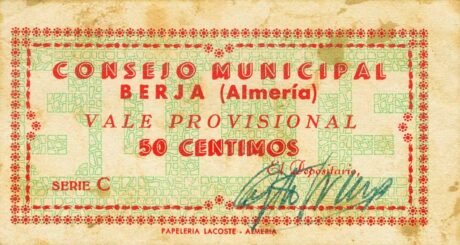 CONSEJO MUNICIPAL
BERJA (Almería)
VALE PROVISIONAL
50 CENTIMOS
El Depositario,
SERIE C
PAPELERIA LACOSTE - ALMERIA